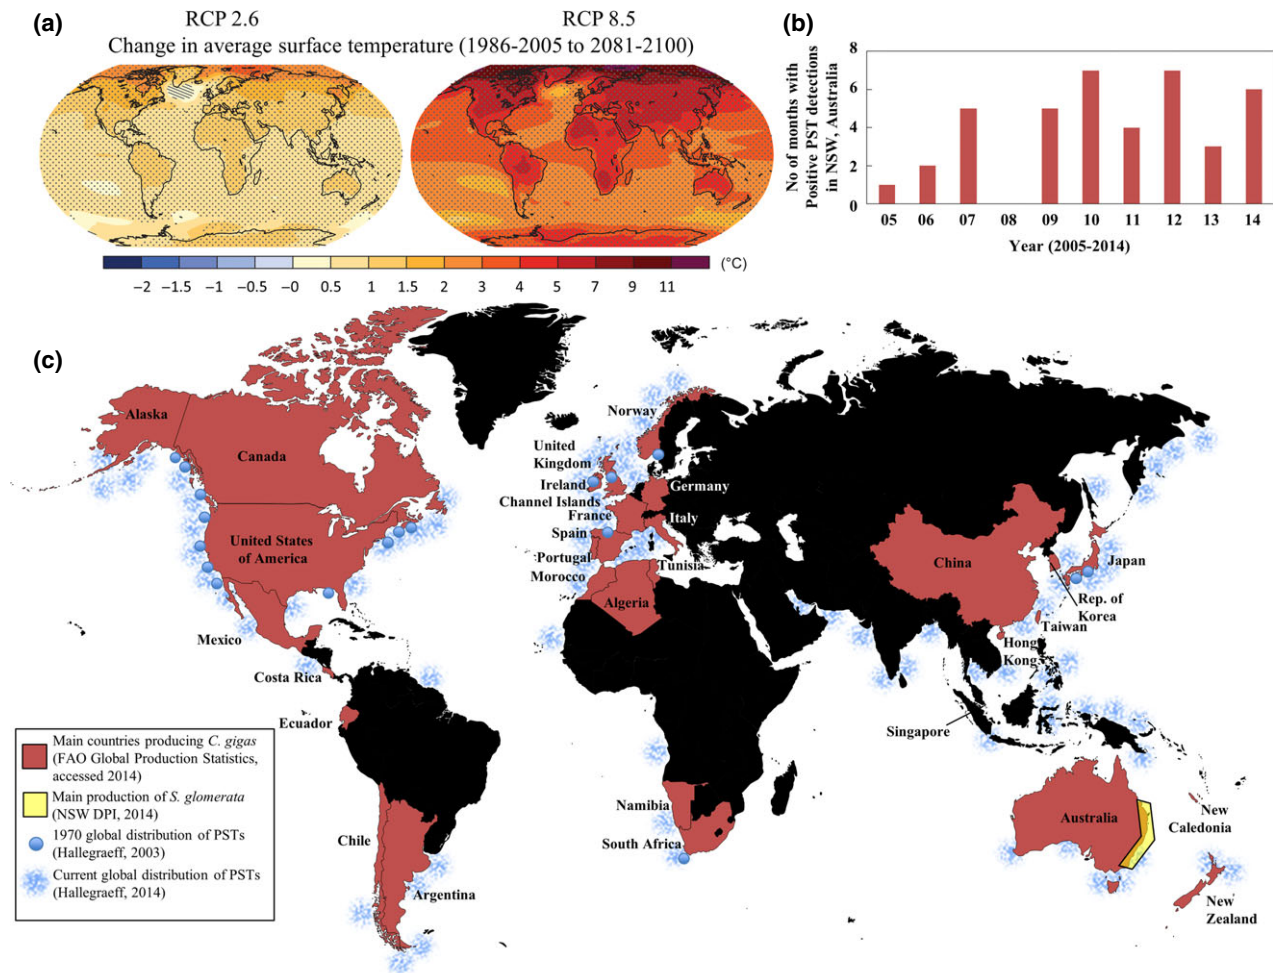 (a)
RCP 2.6
RCP 8.5
Change in average surface temperature (1986-2005 to 2081-2100)
(°C)
–2 –1.5 –1 –0.5 –0 0.5 1 1.5 2 3 4 5 7 9 11
(b)
No of months with
Positive PST detections
in NSW, Australia
8
6
4
2
0
05 06 07 08 09 10 11 12 13 14
Year (2005-2014)
(c)
Alaska
Canada
United States
of America
Mexico
Costa Rica
Ecuador
Chile
Argentina
Norway
United
Kingdom
Ireland
Channel Islands
France
Spain
Portugal
Morocco
Germany
Italy
Tunisia
Algeria
Namibia
South Africa
China
Japan
Rep. of
Korea
Taiwan
Hong
Kong
Singapore
Australia
New
Caledonia
New
Zealand
Main countries producing C. gigas
(FAO Global Production Statistics,
accessed 2014)
Main production of S. glomerata
(NSW DPI, 2014)
1970 global distribution of PSTs
(Hallegraeff, 2003)
Current global distribution of PSTs
(Hallegraeff, 2014)